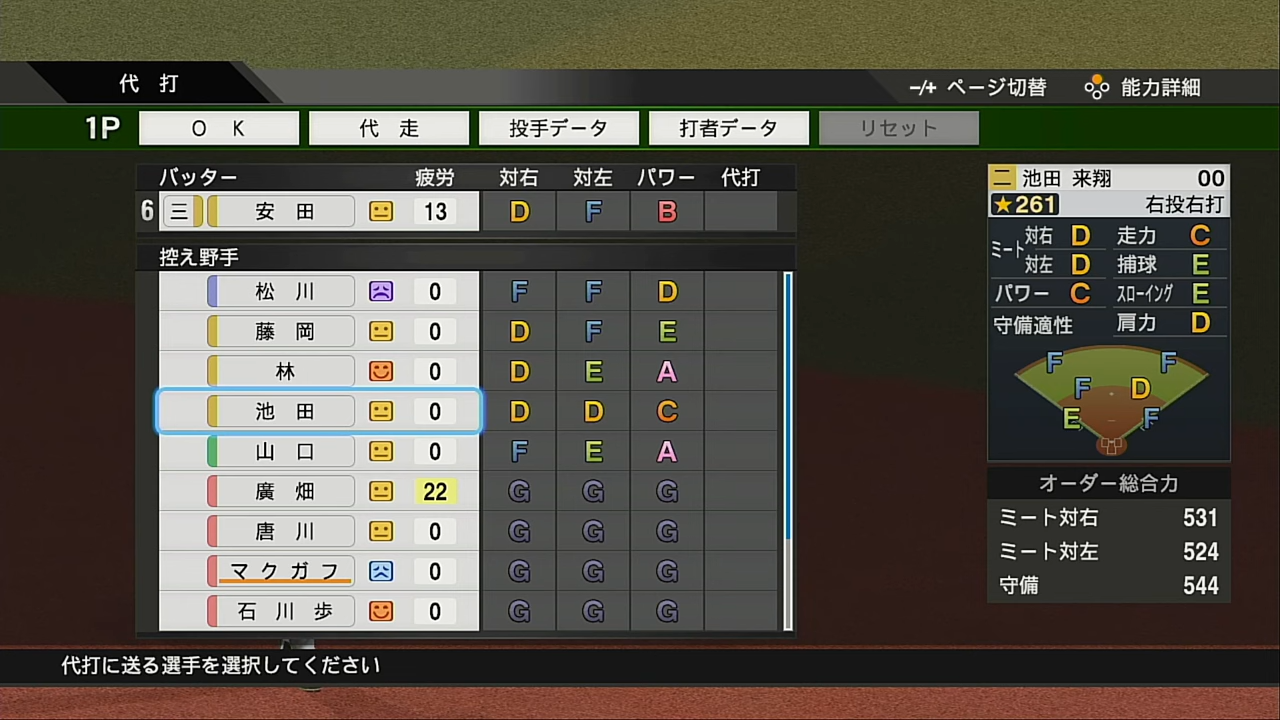 代 打
-/+ ページ切替 能力詳細
1P O K 代 走 投手データ 打者データ リセット
バッター 疲労 対右 対左 パワー 代打
6 三 安 田 13 D F B
控え野手
松 川 0 F F D
藤 岡 0 D F E
林 0 D E A
池 田 0 D D C
山 口 0 F E A
廣 畑 22 G G G
唐 川 0 G G G
マクガフ 0 G G G
石 川 歩 0 G G G
二 池田 来翔 00
★261 右投右打
ミート 対右 D 走力 C
対左 D 捕球 E
パワー C スローイング E
守備適性 肩力 D
F F
F D
E F
オーダー総合力
ミート対右 531
ミート対左 524
守備 544
代打に送る選手を選択してください